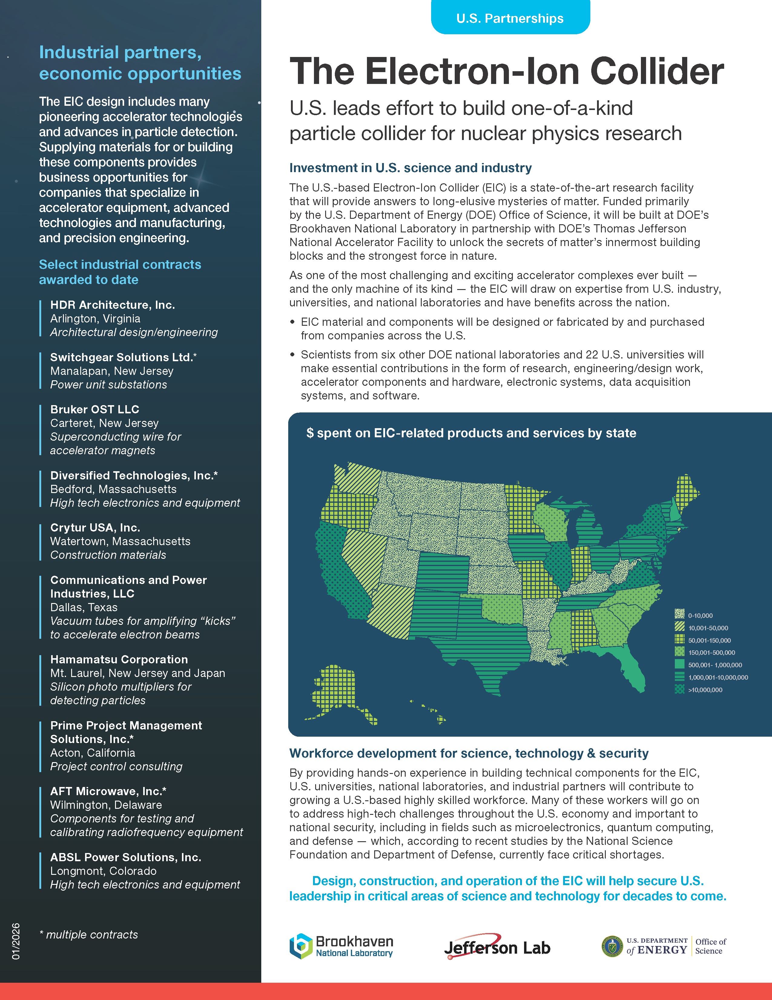 U.S. Partnerships
Industrial partners,
economic opportunities
The EIC design includes many
pioneering accelerator technologies
and advances in particle detection.
Supplying materials for or building
these components provides
business opportunities for
companies that specialize in
accelerator equipment, advanced
technologies and manufacturing,
and precision engineering.
Select industrial contracts
awarded to date
HDR Architecture, Inc.
Arlington, Virginia
Architectural design/engineering
Switchgear Solutions Ltd.*
Manalapan, New Jersey
Power unit substations
Bruker OST LLC
Carteret, New Jersey
Superconducting wire for
accelerator magnets
Diversified Technologies, Inc.*
Bedford, Massachusetts
High tech electronics and equipment
Crytur USA, Inc.
Watertown, Massachusetts
Construction materials
Communications and Power
Industries, LLC
Dallas, Texas
Vacuum tubes for amplifying “kicks”
to accelerate electron beams
Hamamatsu Corporation
Mt. Laurel, New Jersey and Japan
Silicon photo multipliers for
detecting particles
Prime Project Management
Solutions, Inc.*
Acton, California
Project control consulting
AFT Microwave, Inc.*
Wilmington, Delaware
Components for testing and
calibrating radiofrequency equipment
ABSL Power Solutions, Inc.
Longmont, Colorado
High tech electronics and equipment
* multiple contracts
01/2026
The Electron-Ion Collider
U.S. leads effort to build one-of-a-kind
particle collider for nuclear physics research
Investment in U.S. science and industry
The U.S.-based Electron-Ion Collider (EIC) is a state-of-the-art research facility
that will provide answers to long-elusive mysteries of matter. Funded primarily
by the U.S. Department of Energy (DOE) Office of Science, it will be built at DOE’s
Brookhaven National Laboratory in partnership with DOE’s Thomas Jefferson
National Accelerator Facility to unlock the secrets of matter’s innermost building
blocks and the strongest force in nature.
As one of the most challenging and exciting accelerator complexes ever built —
and the only machine of its kind — the EIC will draw on expertise from U.S. industry,
universities, and national laboratories and have benefits across the nation.
• EIC material and components will be designed or fabricated by and purchased
from companies across the U.S.
• Scientists from six other DOE national laboratories and 22 U.S. universities will
make essential contributions in the form of research, engineering/design work,
accelerator components and hardware, electronic systems, data acquisition
systems, and software.
$ spent on EIC-related products and services by state
0-10,000
10,001-50,000
50,001-150,000
150,001-500,000
500,001- 1,000,000
1,000,001-10,000,000
>10,000,000
Workforce development for science, technology & security
By providing hands-on experience in building technical components for the EIC,
U.S. universities, national laboratories, and industrial partners will contribute to
growing a U.S.-based highly skilled workforce. Many of these workers will go on
to address high-tech challenges throughout the U.S. economy and important to
national security, including in fields such as microelectronics, quantum computing,
and defense — which, according to recent studies by the National Science
Foundation and Department of Defense, currently face critical shortages.
Design, construction, and operation of the EIC will help secure U.S.
leadership in critical areas of science and technology for decades to come.
Brookhaven
National Laboratory
Jefferson Lab
U.S. DEPARTMENT
of ENERGY
Office of
Science